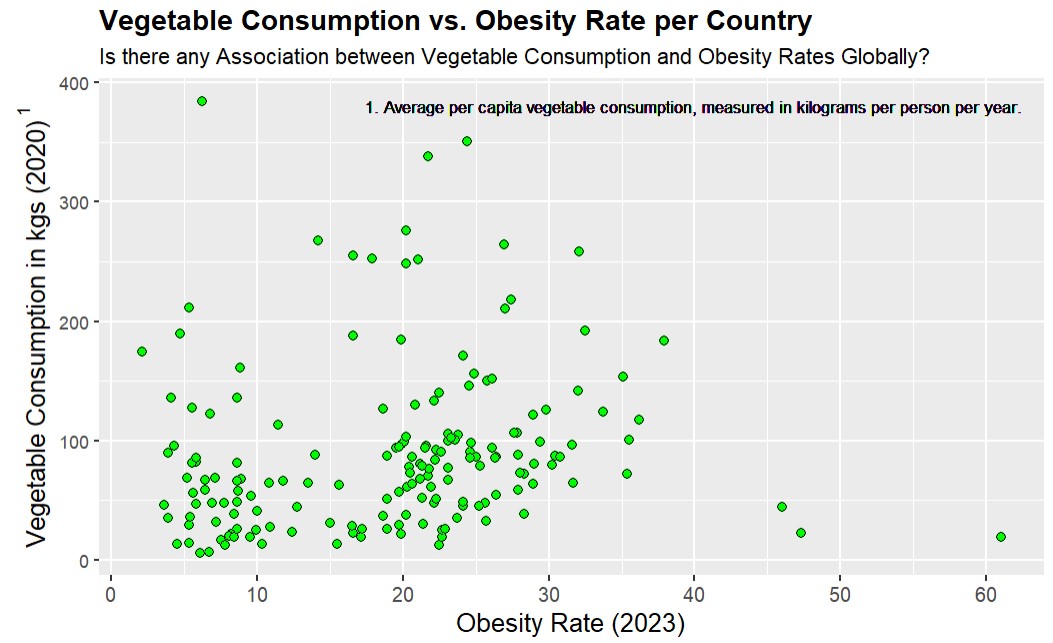 Vegetable Consumption vs. Obesity Rate per Country
Is there any Association between Vegetable Consumption and Obesity Rates Globally?
1. Average per capita vegetable consumption, measured in kilograms per person per year.
Vegetable Consumption in kgs (2020) ¹
400
300
200
100
0
0 10 20 30 40 50 60
Obesity Rate (2023)